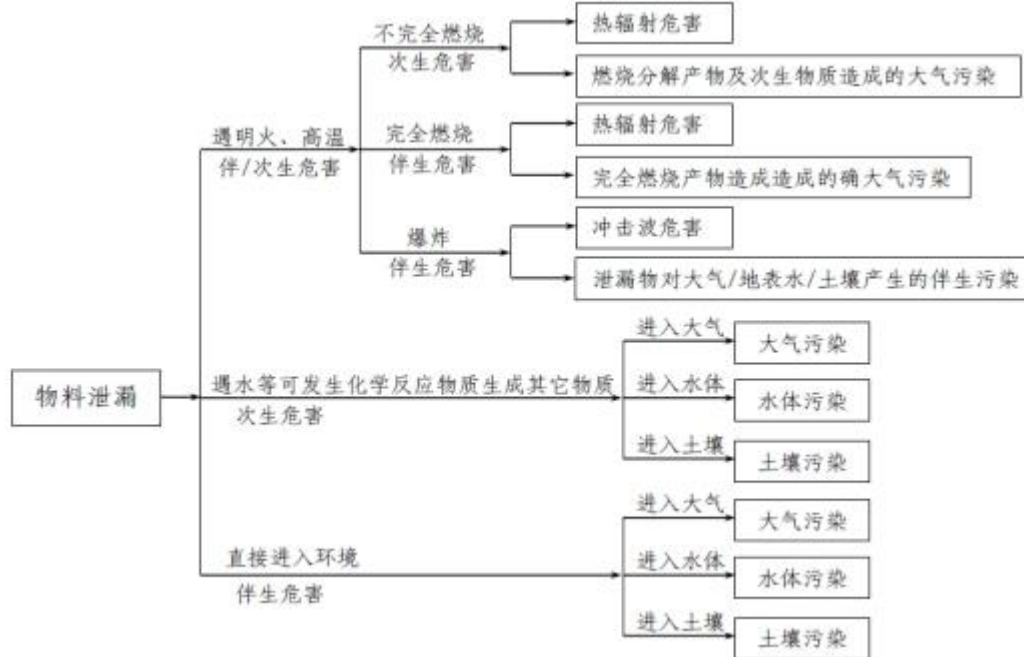 不完全燃烧
次生危害
热辐射危害
燃烧分解产物及次生物质造成的大气污染
遇明火、高温
伴/次生危害
完全燃烧
伴生危害
热辐射危害
完全燃烧产物造成造成的确大气污染
爆炸
伴生危害
冲击波危害
泄漏物对大气/地表水/土壤产生的伴生污染
物料泄漏
遇水等可发生化学反应物质生成其它物质
次生危害
进入大气
大气污染
进入水体
水体污染
进入土壤
土壤污染
直接进入环境
伴生危害
进入大气
大气污染
进入水体
水体污染
进入土壤
土壤污染